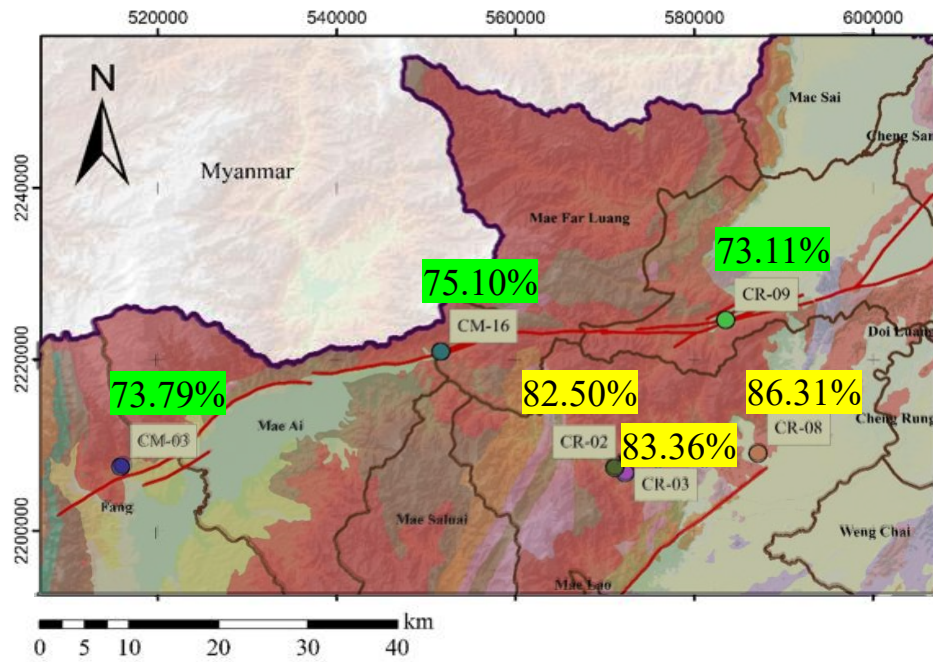 520000 540000 560000 580000 600000
N
Mae Sai
Cheng San
Myanmar
2240000
Mae Far Luang
73.11%
75.10%
CR-09
CM-16
Doi Luang
2220000
82.50%
86.31%
73.79%
Mae Ai
Cheng Rung
CR-08
CM-03
CR-02
83.36%
CR-03
Fang
2200000
Mae Saluai
Weng Chai
Mae Lao
km
0 5 10 20 30 40